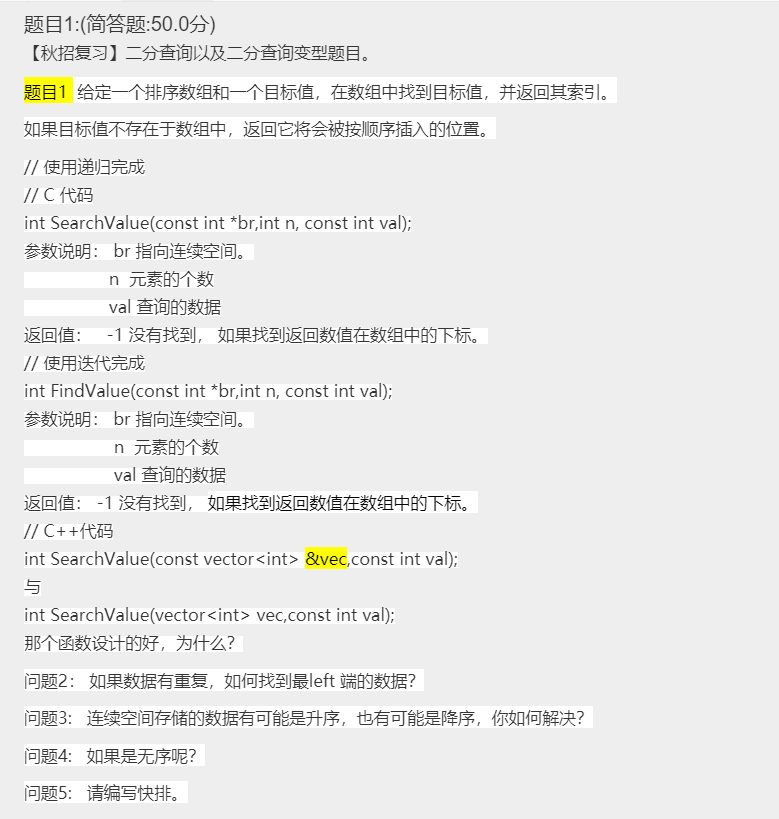 题目1:(简答题:50.0分)
【秋招复习】二分查询以及二分查询变型题目。
题目1 给定一个排序数组和一个目标值，在数组中找到目标值，并返回其索引。
如果目标值不存在于数组中，返回它将会被按顺序插入的位置。
// 使用递归完成
// C 代码
int SearchValue(const int *br,int n, const int val);
参数说明： br 指向连续空间。
n 元素的个数
val 查询的数据
返回值： -1 没有找到， 如果找到返回数值在数组中的下标。
// 使用迭代完成
int FindValue(const int *br,int n, const int val);
参数说明： br 指向连续空间。
n 元素的个数
val 查询的数据
返回值： -1 没有找到， 如果找到返回数值在数组中的下标。
// C++代码
int SearchValue(const vector<int> &vec,const int val);
与
int SearchValue(vector<int> vec,const int val);
那个函数设计的好，为什么？
问题2： 如果数据有重复，如何找到最left 端的数据？
问题3： 连续空间存储的数据有可能是升序，也有可能是降序，你如何解决？
问题4: 如果是无序呢？
问题5: 请编写快排。